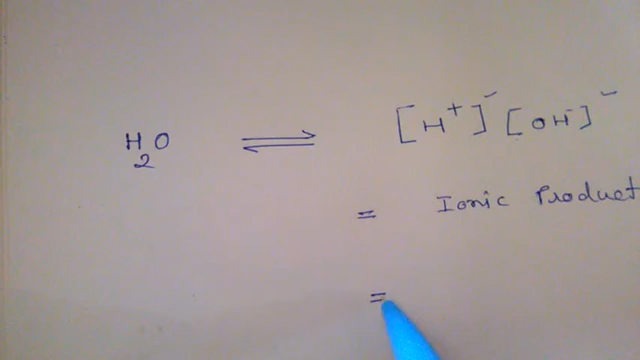 H₂O ⇌ [H⁺]⁻ [OH⁻]⁻
= Ionic Product
=